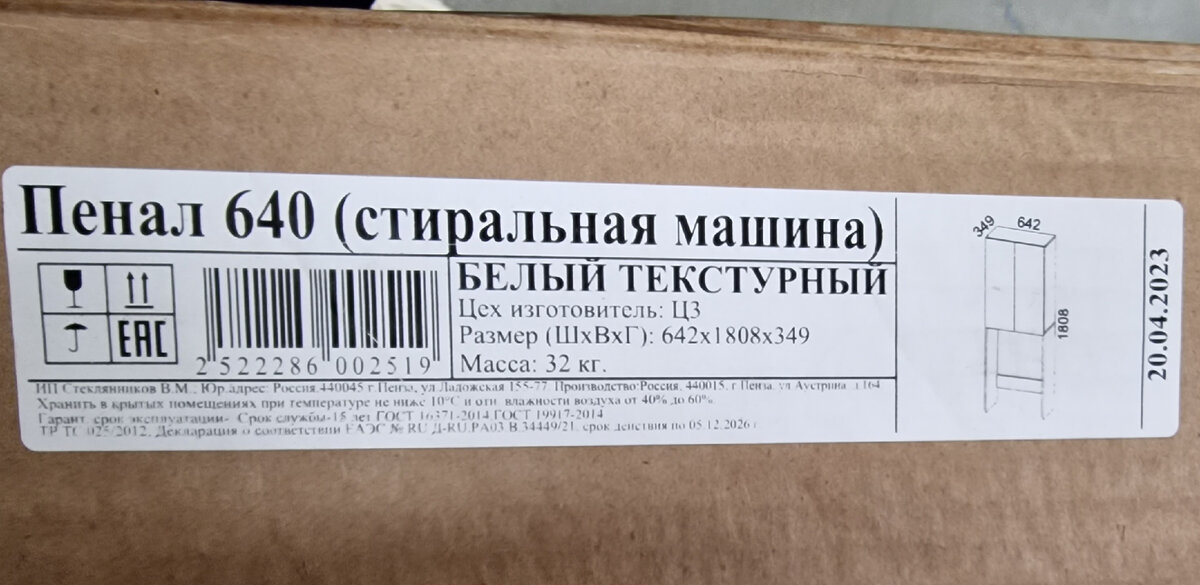 Пенал 640 (стиральная машина)
БЕЛЫЙ ТЕКСТУРНЫЙ
Цех изготовитель: Ц3
Размер (ШхВхГ): 642х1808х349
Масса: 32 кг.
ЕАС
2 522286 002519
ИП Стеклянников В.М., Юр.адрес: Россия,440045 г.Пенза, ул.Ладожская 155-77. Производство:Россия, 440015, г.Пенза, ул Аустрина, 164
Хранить в крытых помещениях при температуре не ниже 10°С и отн. влажности воздуха от 40% до 60%.
Гарант. срок эксплуатации- Срок службы-15 лет ГОСТ 16371-2014,ГОСТ 19917-2014
ТР ТС 025/2012, Декларация о соответствии ЕАЭС № RU Д-RU.РА03.В.34449/21, срок действия по 05.12.2026г
349
642
1808
20.04.2023